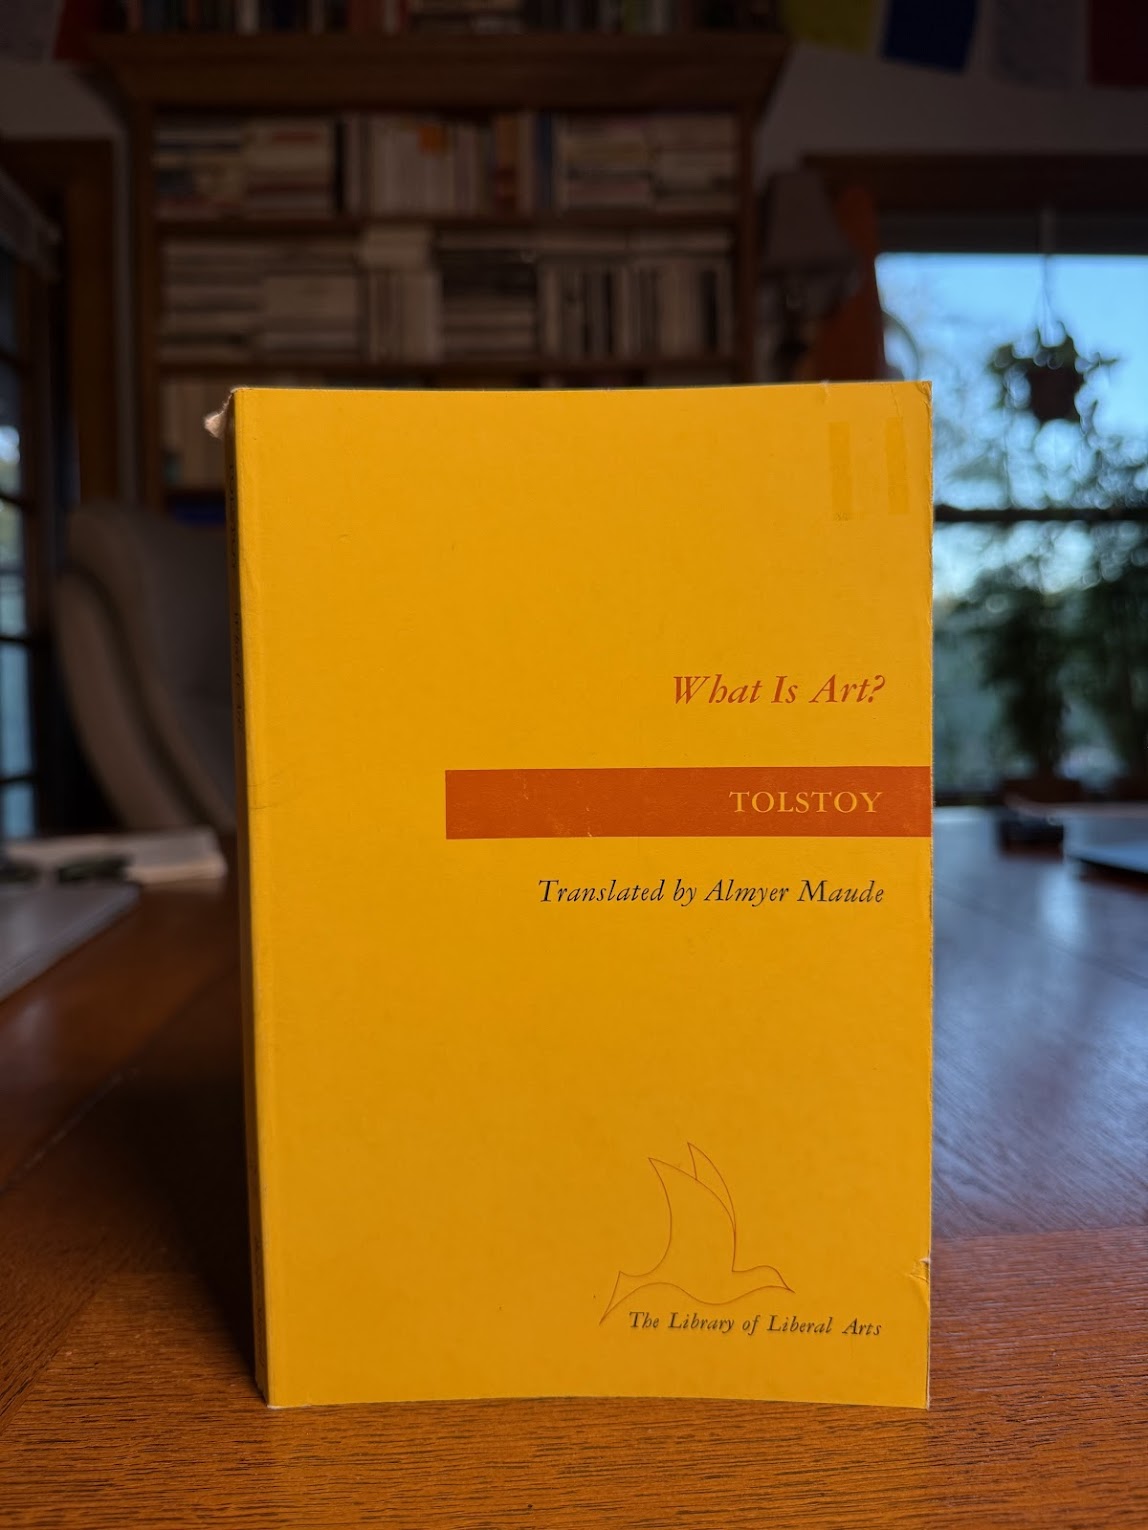 What Is Art?
TOLSTOY
Translated by Almyer Maude
The Library of Liberal Arts